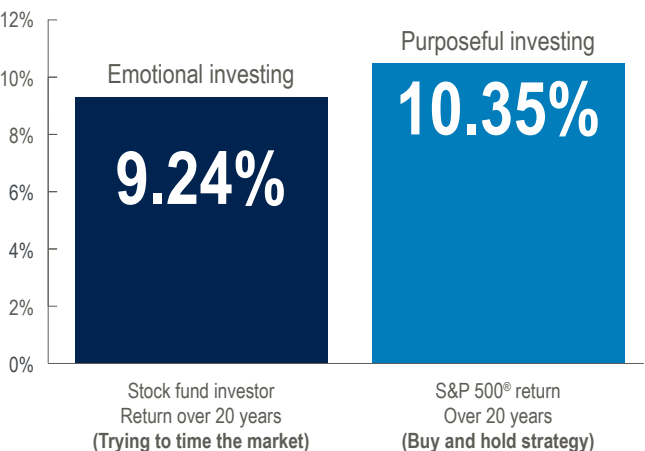 12%
10%
8%
6%
4%
2%
0%
Emotional investing
9.24%
Purposeful investing
10.35%
Stock fund investor
Return over 20 years
(Trying to time the market)
S&P 500® return
Over 20 years
(Buy and hold strategy)